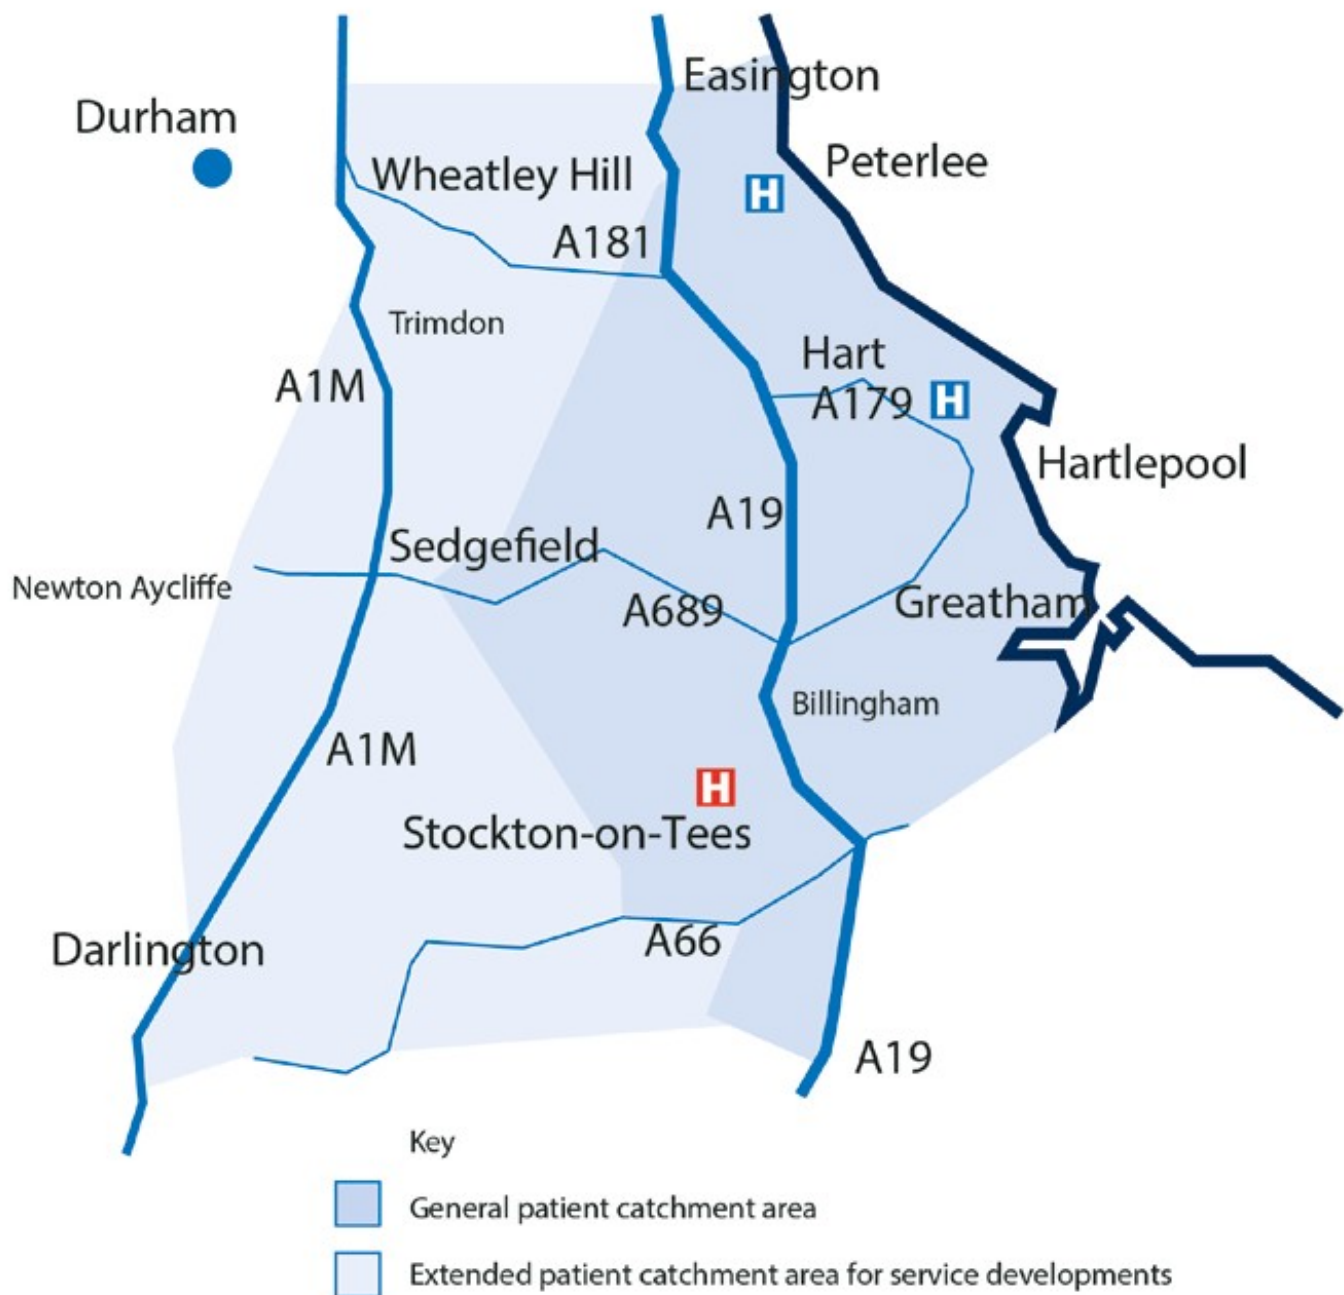 Easington
Durham
Peterlee
Wheatley Hill
H
A181
Trimdon
Hart
A1M
A179
H
Hartlepool
A19
Sedgefield
Newton Aycliffe
A689
Greatham
Billingham
A1M
H
Stockton-on-Tees
A66
Darlington
A19
Key
General patient catchment area
Extended patient catchment area for service developments